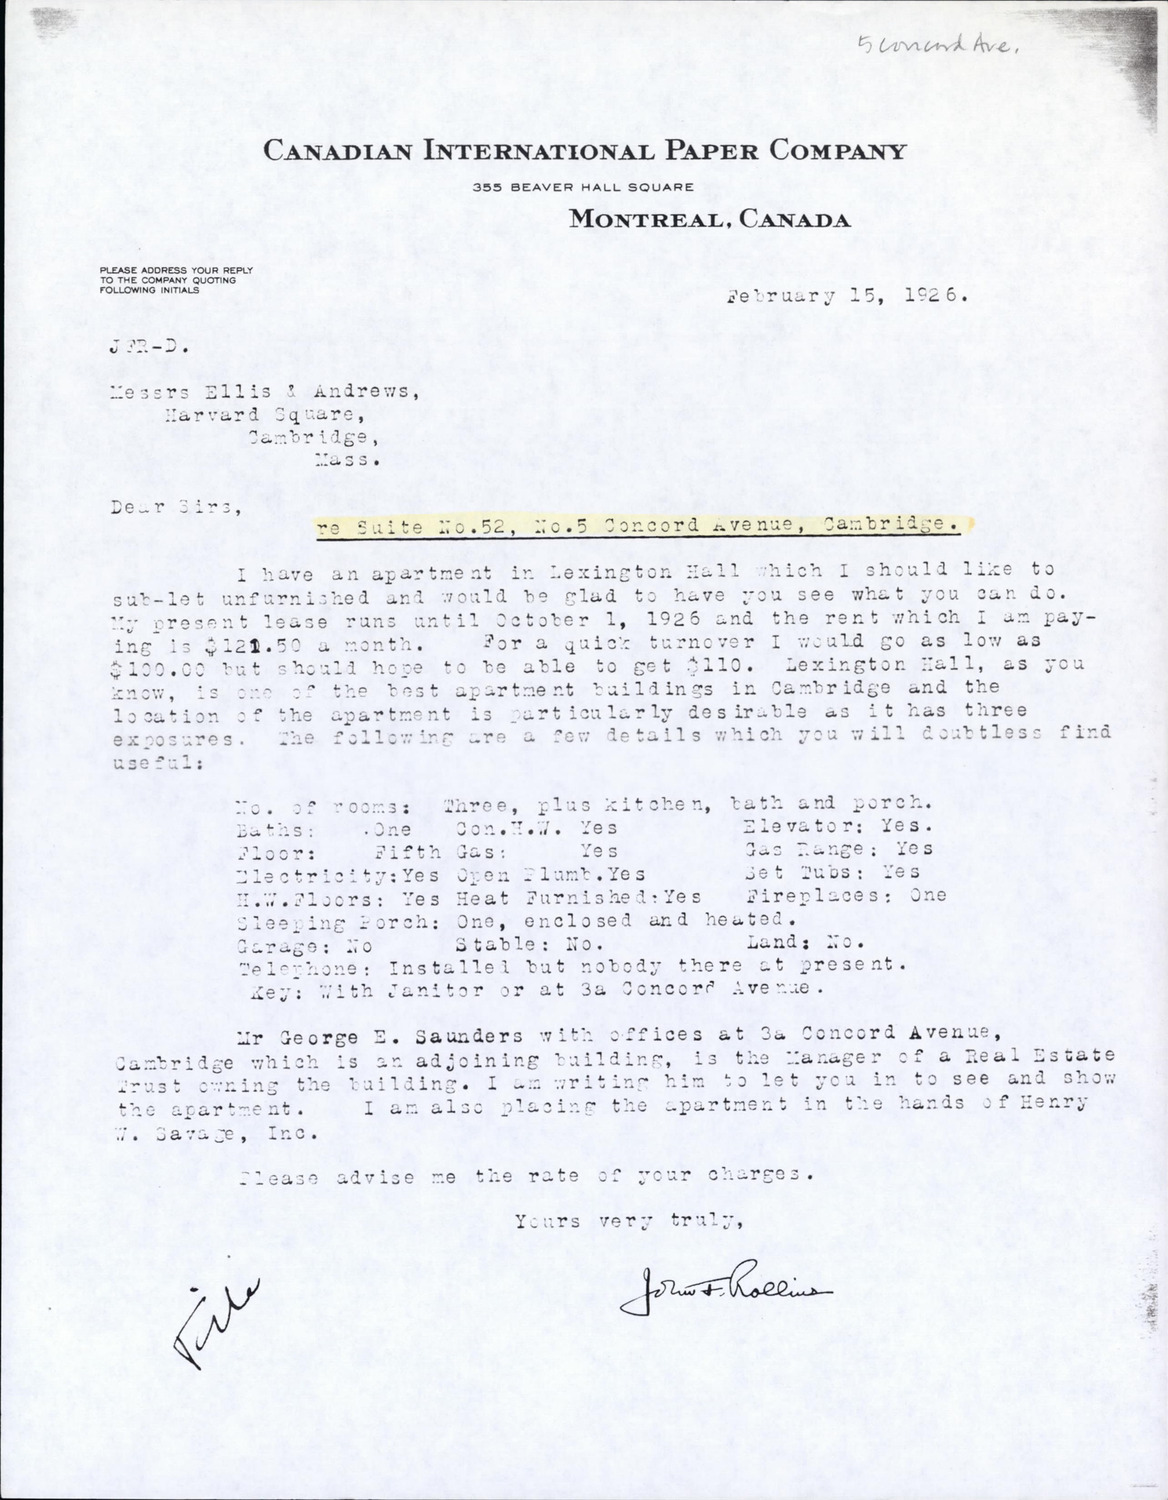 5 Concord Ave.
CANADIAN INTERNATIONAL PAPER COMPANY
355 BEAVER HALL SQUARE
MONTREAL, CANADA
PLEASE ADDRESS YOUR REPLY
TO THE COMPANY QUOTING
FOLLOWING INITIALS
February 15, 1926.
JFR-D.
Messrs Ellis & Andrews,
Harvard Square,
Cambridge,
Mass.
Dear Sirs,
re Suite No.52, No.5 Concord Avenue, Cambridge.
I have an apartment in Lexington Hall which I should like to
sub-let unfurnished and would be glad to have you see what you can do.
My present lease runs until October 1, 1926 and the rent which I am pay-
ing is $121.50 a month. For a quick turnover I would go as low as
$100.00 but should hope to be able to get $110. Lexington Hall, as you
know, is one of the best apartment buildings in Cambridge and the
location of the apartment is particularly desirable as it has three
exposures. The following are a few details which you will doubtless find
useful:
No. of rooms: Three, plus kitchen, bath and porch.
Baths: .One Con.H.W. Yes Elevator: Yes.
Floor: Fifth Gas: Yes Gas Range: Yes
Electricity:Yes Open Plumb.Yes Set Tubs: Yes
H.W.Floors: Yes Heat Furnished:Yes Fireplaces: One
Sleeping Porch: One, enclosed and heated.
Garage: No Stable: No. Land: No.
Telephone: Installed but nobody there at present.
Key: With Janitor or at 3a Concord Avenue.
Mr George E. Saunders with offices at 3a Concord Avenue,
Cambridge which is an adjoining building, is the Manager of a Real Estate
Trust owning the building. I am writing him to let you in to see and show
the apartment. I am also placing the apartment in the hands of Henry
W. Savage, Inc.
Please advise me the rate of your charges.
Yours very truly,
John F. Rollins
File